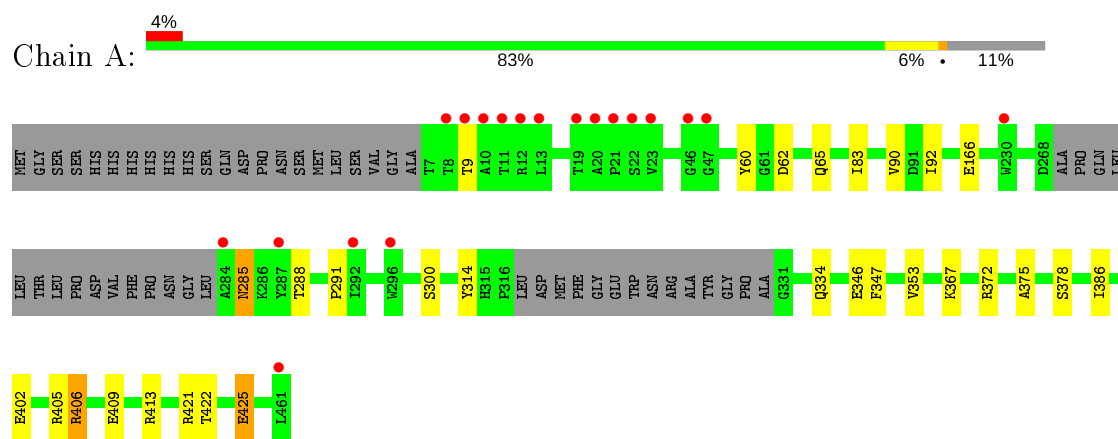 4%
Chain A:
83% 6% • 11%
MET GLY SER SER HIS HIS HIS HIS HIS HIS SER GLN ASP PRO ASN SER MET LEU SER VAL GLY ALA T7 T8 T9 A10 T11 R12 L13 T19 A20 P21 S22 V23 G46 G47 Y60 G61 D62 Q65 I83 V90 D91 I92 E166 W230 D268 ALA PRO GLN LEU
LEU THR LEU PRO ASP VAL PHE PRO ASN GLY LEU A284 N285 K286 Y287 T288 P291 I292 W296 S300 Y314 H315 P316 LEU ASP MET PHE GLY GLU TRP ASN ARG ALA TYR GLY PRO ALA G331 Q334 E346 F347 V353 K367 R372 A375 S378 I386
E402 R405 R406 E409 R413 R421 T422 E425 L461